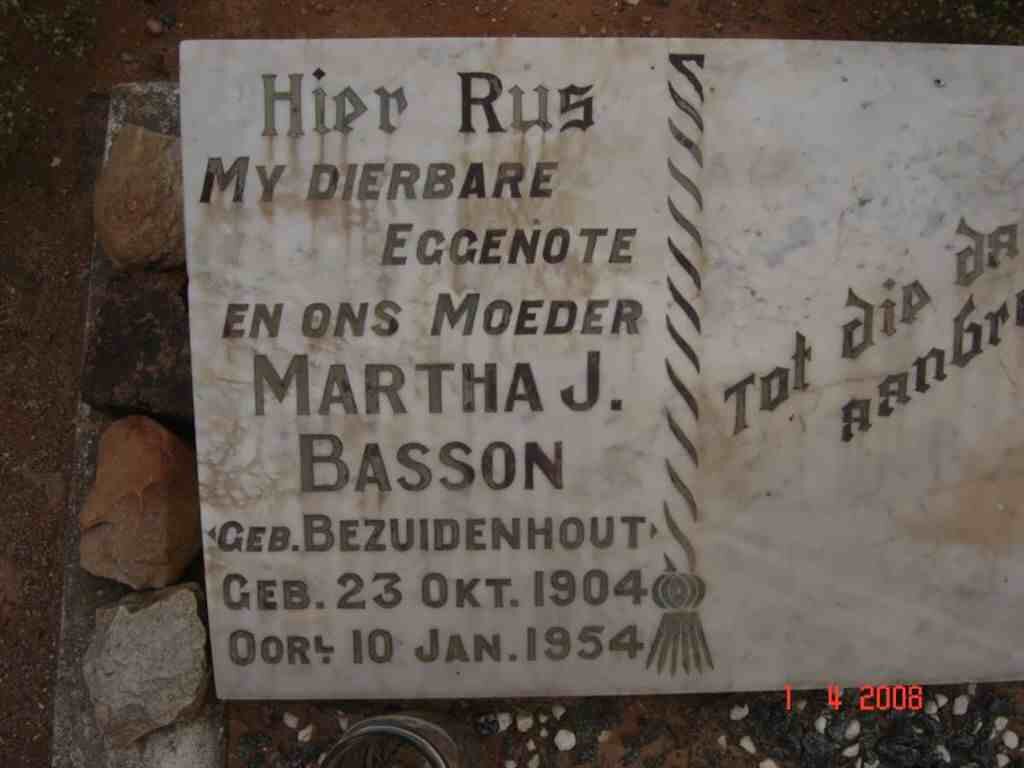 Hier Rus
My dierbare
Eggenote
en ons Moeder
Martha J.
Basson
Geb. Bezuidenhout
Geb. 23 Okt. 1904
Oorl. 10 Jan. 1954
Tot die
1 4 2008